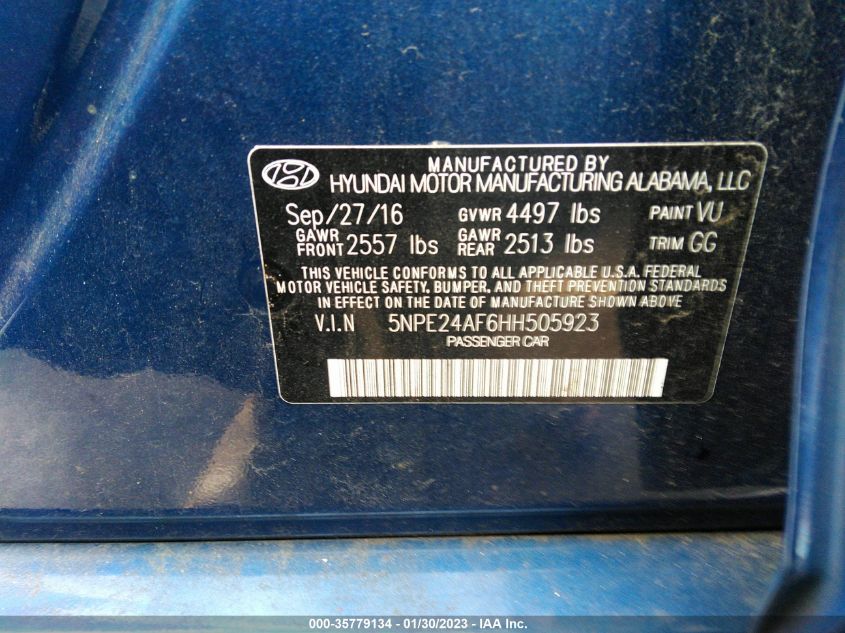 MANUFACTURED BY
HYUNDAI MOTOR MANUFACTURING ALABAMA, LLC
Sep/27/16 GVWR 4497 lbs PAINT VU
GAWR FRONT 2557 lbs GAWR REAR 2513 lbs TRIM GG
THIS VEHICLE CONFORMS TO ALL APPLICABLE U.S.A. FEDERAL
MOTOR VEHICLE SAFETY, BUMPER, AND THEFT PREVENTION STANDARDS
IN EFFECT ON THE DATE OF MANUFACTURE SHOWN ABOVE.
V.I.N 5NPE24AF6HH505923
PASSENGER CAR
000-35779134 - 01/30/2023 - IAA Inc.